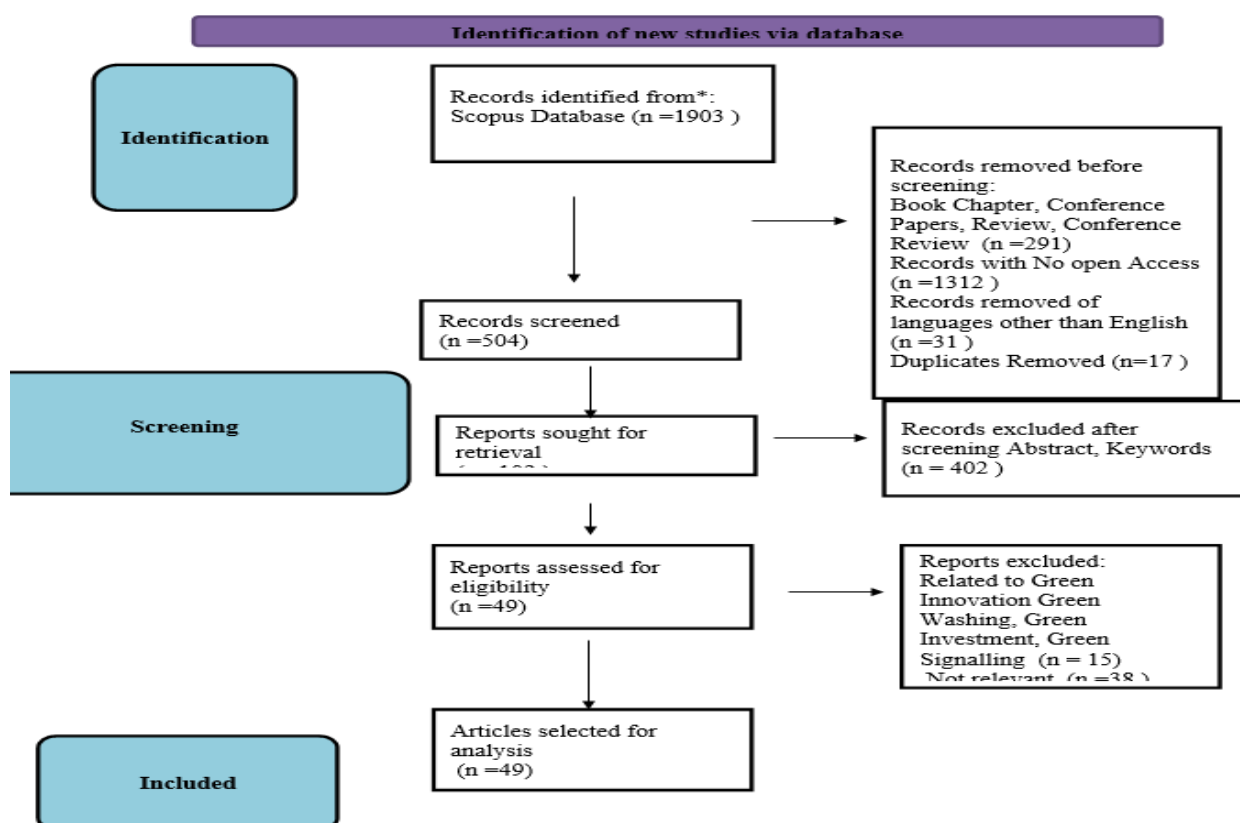 Identification of new studies via database
Identification
Records identified from*:
Scopus Database (n =1903 )
Records removed before
screening:
Book Chapter, Conference
Papers, Review, Conference
Review  (n =291)
Records with No open Access
(n =1312 )
Records removed of
languages other than English
(n =31 )
Duplicates Removed (n=17 )
Records screened
(n =504)
Screening
Reports sought for
retrieval
Records excluded after
screening Abstract, Keywords
(n = 402 )
Reports assessed for
eligibility
(n =49)
Reports excluded:
Related to Green
Innovation Green
Washing, Green
Investment, Green
Signalling  (n = 15)
Not relevant  (n =38 )
Articles selected for
analysis
(n =49)
Included